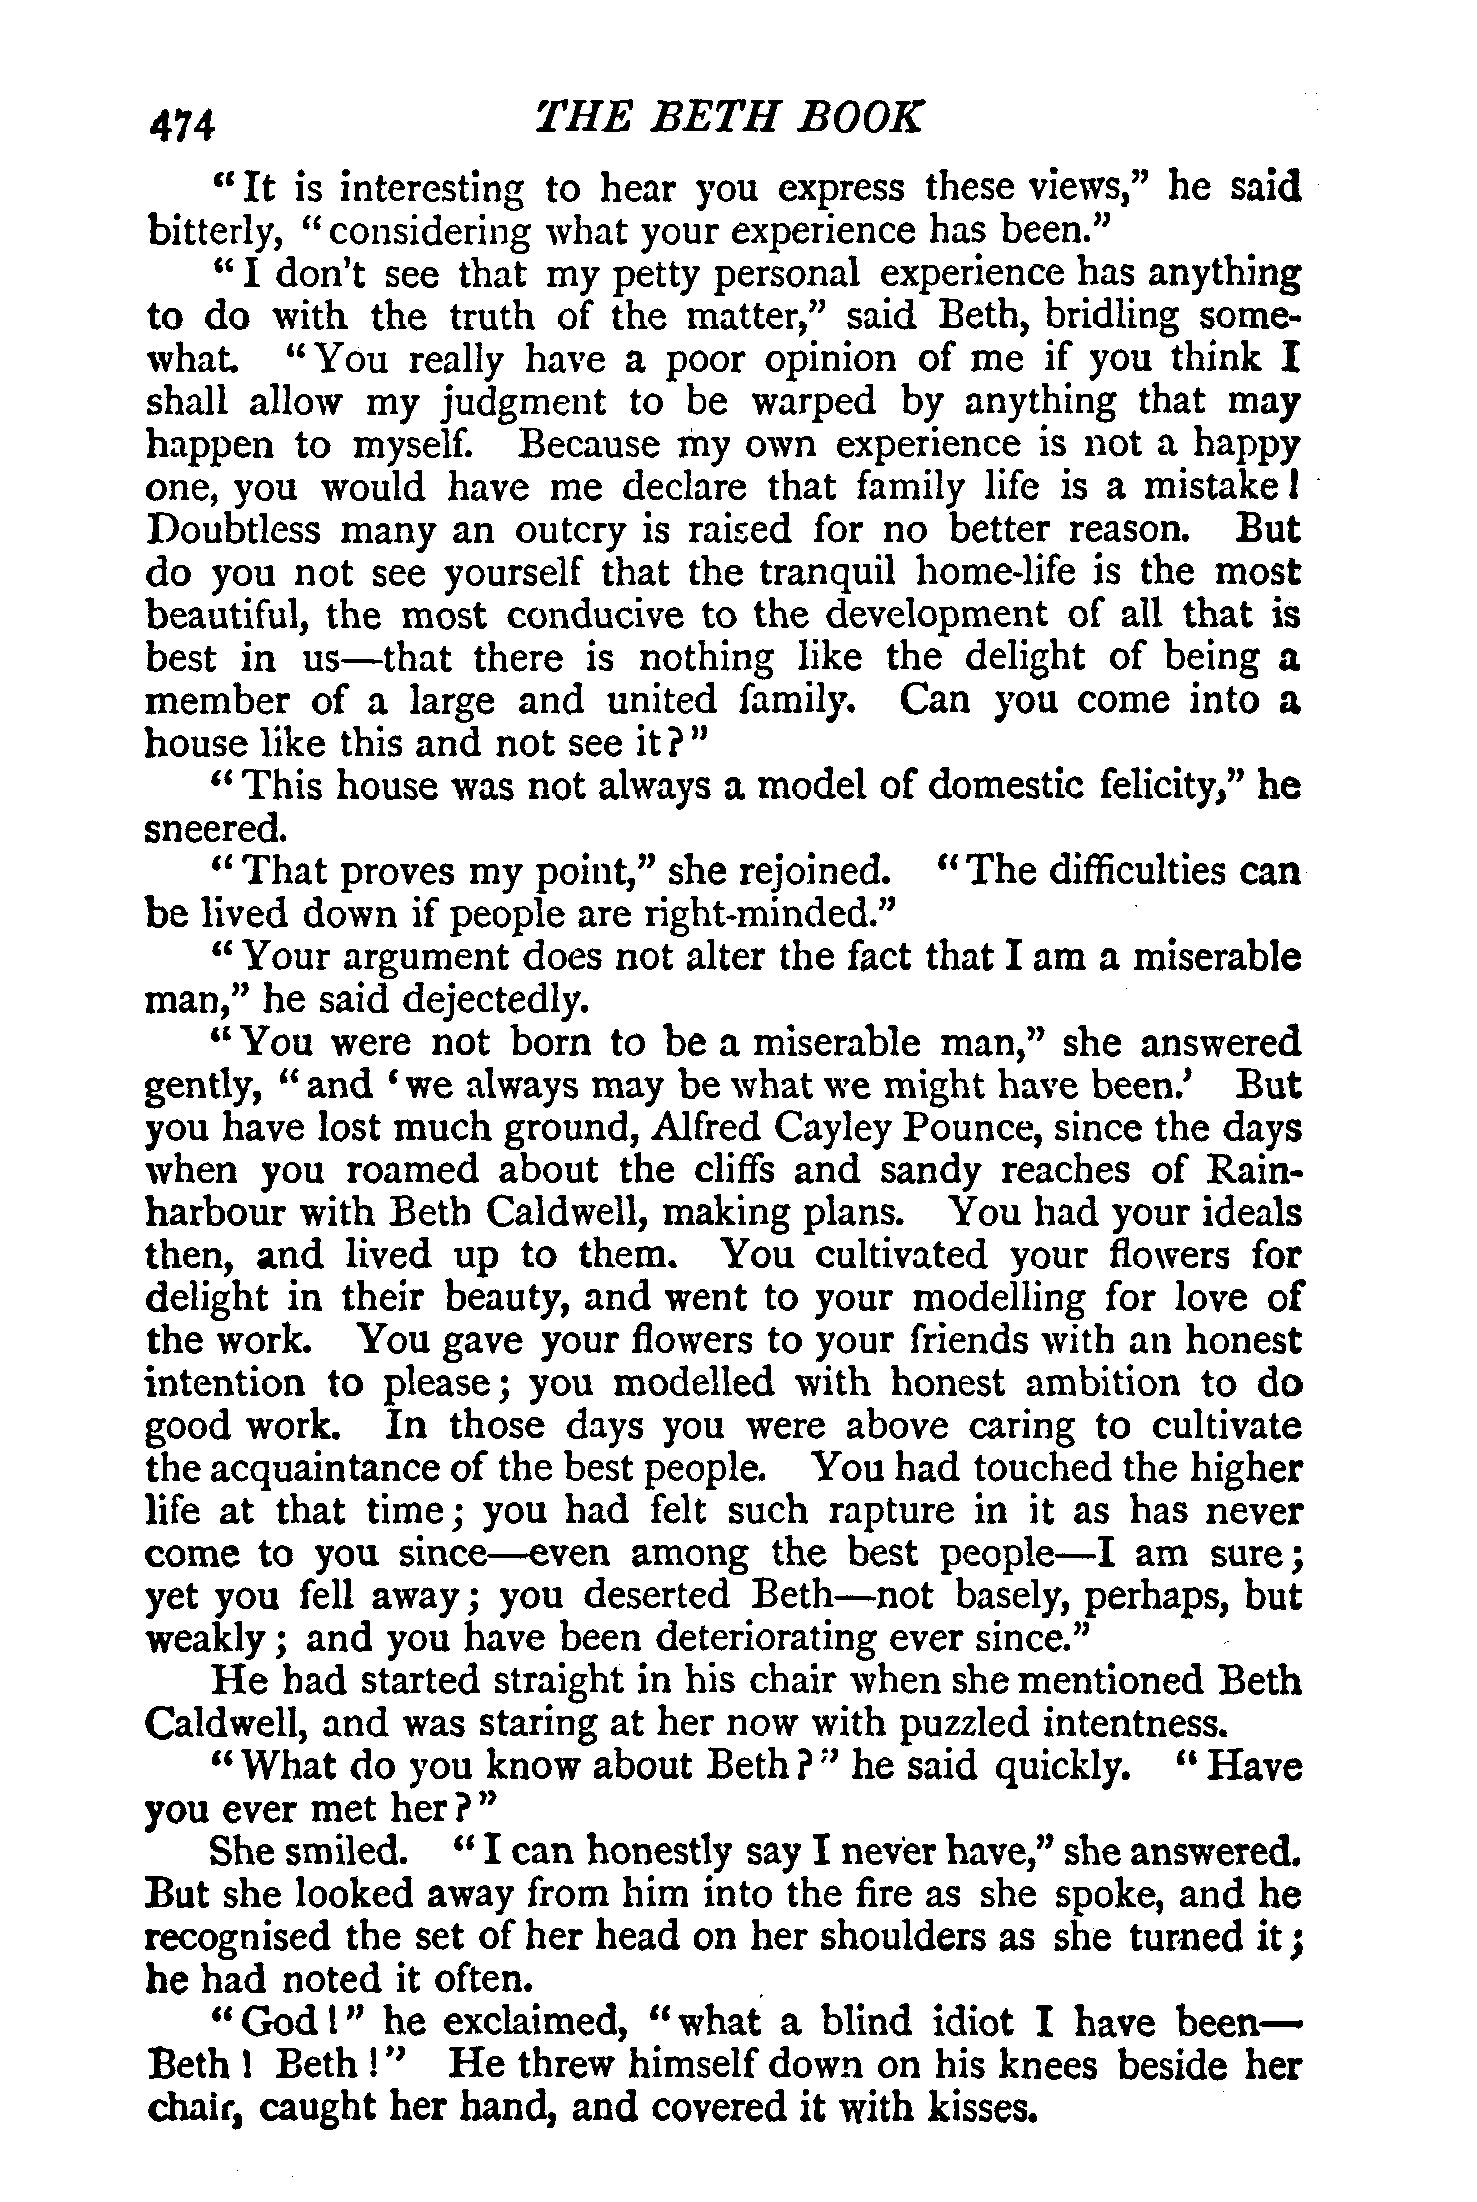 474 THE BETH BOOK
"It is interesting to hear you express these views," he said
bitterly, "considering what your experience has been."
"I don't see that my petty personal experience has anything
to do with the truth of the matter," said Beth, bridling some-
what. "You really have a poor opinion of me if you think I
shall allow my judgment to be warped by anything that may
happen to myself. Because my own experience is not a happy
one, you would have me declare that family life is a mistake!
Doubtless many an outcry is raised for no better reason. But
do you not see yourself that the tranquil home-life is the most
beautiful, the most conducive to the development of all that is
best in us—that there is nothing like the delight of being a
member of a large and united family. Can you come into a
house like this and not see it?"
"This house was not always a model of domestic felicity," he
sneered.
"That proves my point," she rejoined. "The difficulties can
be lived down if people are right-minded."
"Your argument does not alter the fact that I am a miserable
man," he said dejectedly.
"You were not born to be a miserable man," she answered
gently, "and 'we always may be what we might have been.' But
you have lost much ground, Alfred Cayley Pounce, since the days
when you roamed about the cliffs and sandy reaches of Rain-
harbour with Beth Caldwell, making plans. You had your ideals
then, and lived up to them. You cultivated your flowers for
delight in their beauty, and went to your modelling for love of
the work. You gave your flowers to your friends with an honest
intention to please; you modelled with honest ambition to do
good work. In those days you were above caring to cultivate
the acquaintance of the best people. You had touched the higher
life at that time; you had felt such rapture in it as has never
come to you since—even among the best people—I am sure;
yet you fell away; you deserted Beth—not basely, perhaps, but
weakly; and you have been deteriorating ever since."
He had started straight in his chair when she mentioned Beth
Caldwell, and was staring at her now with puzzled intentness.
"What do you know about Beth?" he said quickly. "Have
you ever met her?"
She smiled. "I can honestly say I never have," she answered.
But she looked away from him into the fire as she spoke, and he
recognised the set of her head on her shoulders as she turned it;
he had noted it often.
"God!" he exclaimed, "what a blind idiot I have been—
Beth! Beth!" He threw himself down on his knees beside her
chair, caught her hand, and covered it with kisses.